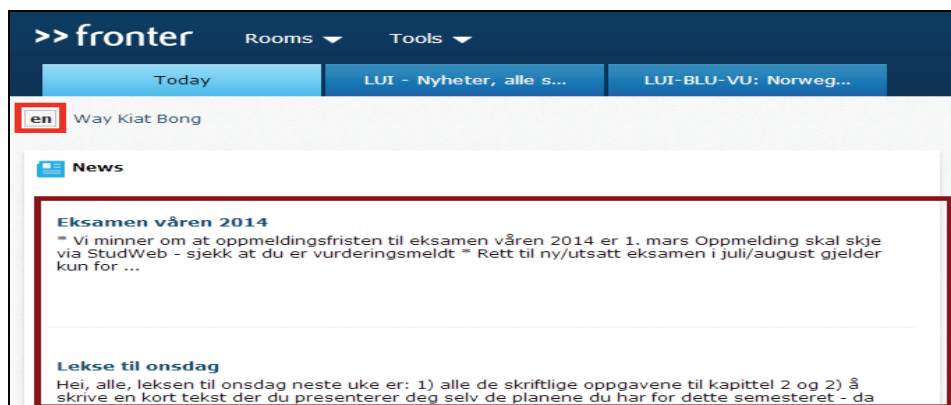 >> fronter Rooms Tools
Today LUI - Nyheter, alle s... LUI-BLU-VU: Norweg...
en Way Kiat Bong
News
Eksamen våren 2014
* Vi minner om at oppmeldingsfristen til eksamen våren 2014 er 1. mars Oppmelding skal skje
via StudWeb - sjekk at du er vurderingsmeldt * Rett til ny/utsatt eksamen i juli/august gjelder
kun for ...
Lekse til onsdag
Hei, alle, leksen til onsdag neste uke er: 1) alle de skriftlige oppgavene til kapittel 2 og 2) å
skrive en kort tekst der du presenterer deg selv de planene du har for dette semesteret - da